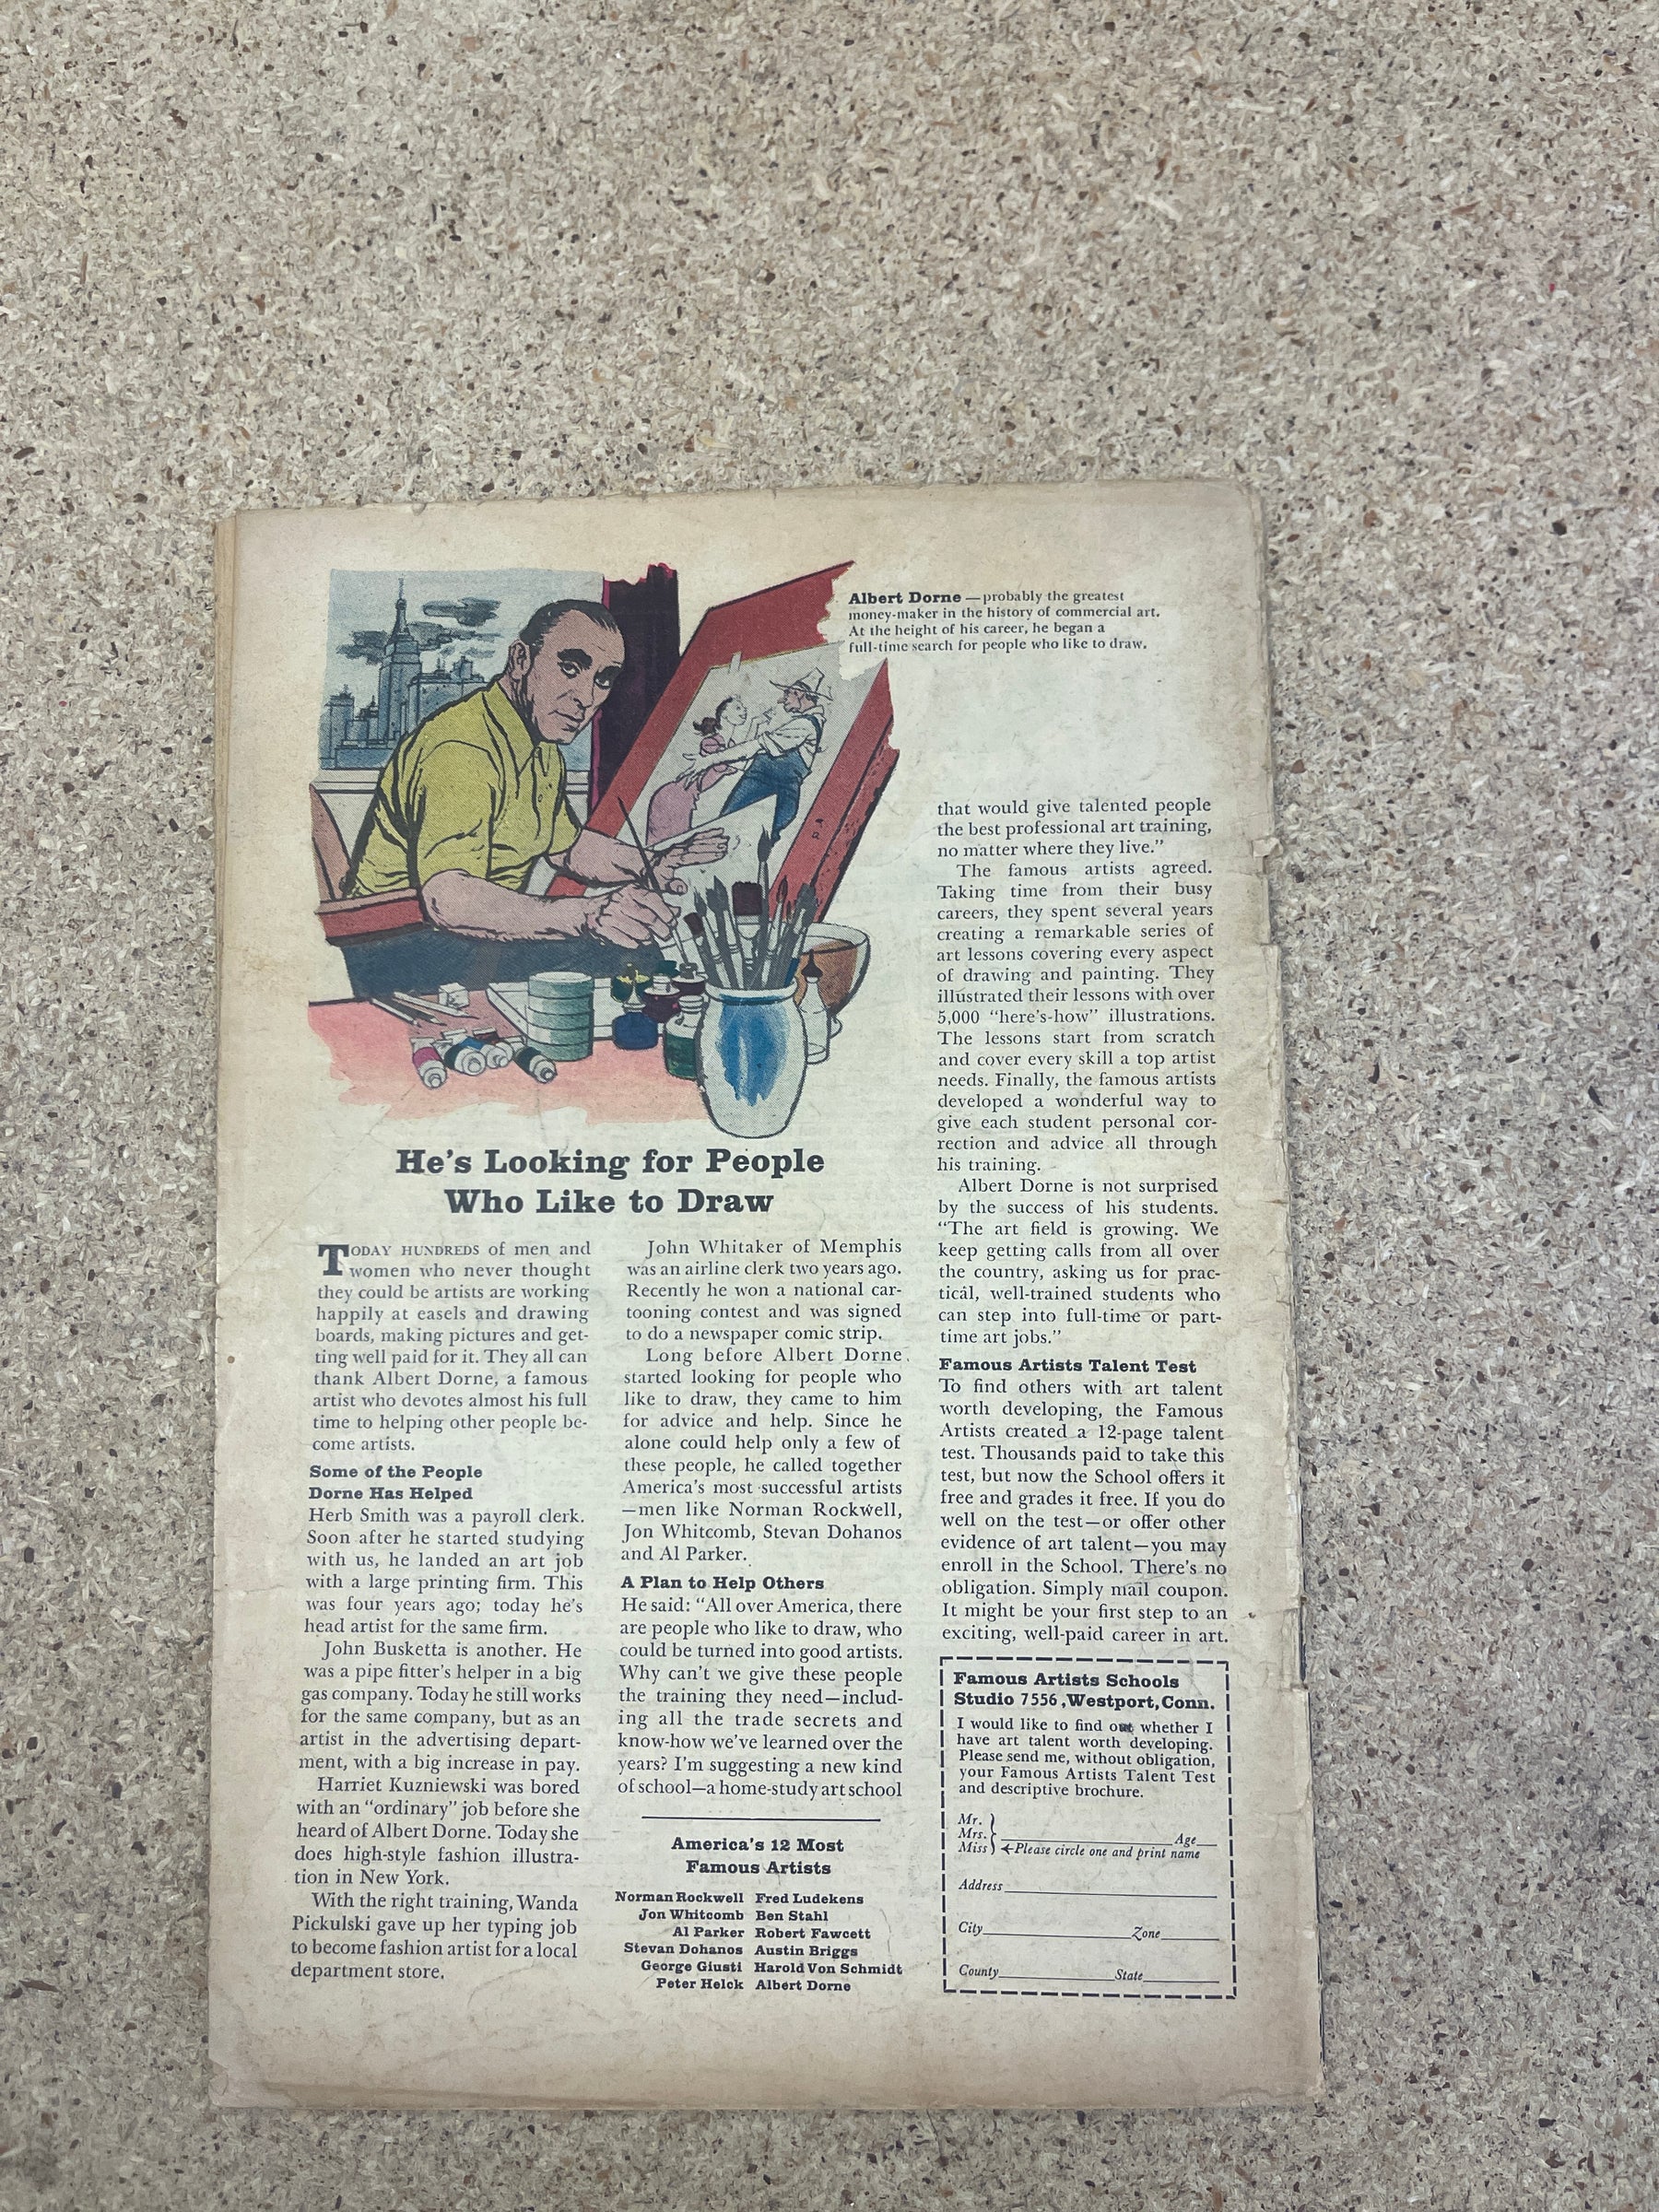 Albert Dorne — probably the greatest
money-maker in the history of commercial art.
At the height of his career, he began a
full-time search for people who like to draw.
He's Looking for People
Who Like to Draw
TODAY HUNDREDS of men and
women who never thought
they could be artists are working
happily at easels and drawing
boards, making pictures and get-
ting well paid for it. They all can
thank Albert Dorne, a famous
artist who devotes almost his full
time to helping other people be-
come artists.
Some of the People
Dorne Has Helped
Herb Smith was a payroll clerk.
Soon after he started studying
with us, he landed an art job
with a large printing firm. This
was four years ago; today he's
head artist for the same firm.
John Busketta is another. He
was a pipe fitter's helper in a big
gas company. Today he still works
for the same company, but as an
artist in the advertising depart-
ment, with a big increase in pay.
Harriet Kuzniewski was bored
with an "ordinary" job before she
heard of Albert Dorne. Today she
does high-style fashion illustra-
tion in New York.
With the right training, Wanda
Pickulski gave up her typing job
to become fashion artist for a local
department store.
John Whitaker of Memphis
was an airline clerk two years ago.
Recently he won a national car-
tooning contest and was signed
to do a newspaper comic strip.
Long before Albert Dorne
started looking for people who
like to draw, they came to him
for advice and help. Since he
alone could help only a few of
these people, he called together
America's most successful artists
—men like Norman Rockwell,
Jon Whitcomb, Stevan Dohanos
and Al Parker.
A Plan to Help Others
He said: "All over America, there
are people who like to draw, who
could be turned into good artists.
Why can't we give these people
the training they need—includ-
ing all the trade secrets and
know-how we've learned over the
years? I'm suggesting a new kind
of school—a home-study art school
America's 12 Most
Famous Artists
Norman Rockwell Fred Ludekens
Jon Whitcomb Ben Stahl
Al Parker Robert Fawcett
Stevan Dohanos Austin Briggs
George Giusti Harold Von Schmidt
Peter Helck Albert Dorne
that would give talented people
the best professional art training,
no matter where they live."
The famous artists agreed.
Taking time from their busy
careers, they spent several years
creating a remarkable series of
art lessons covering every aspect
of drawing and painting. They
illustrated their lessons with over
5,000 "here's-how" illustrations.
The lessons start from scratch
and cover every skill a top artist
needs. Finally, the famous artists
developed a wonderful way to
give each student personal cor-
rection and advice all through
his training.
Albert Dorne is not surprised
by the success of his students.
"The art field is growing. We
keep getting calls from all over
the country, asking us for prac-
tical, well-trained students who
can step into full-time or part-
time art jobs."
Famous Artists Talent Test
To find others with art talent
worth developing, the Famous
Artists created a 12-page talent
test. Thousands paid to take this
test, but now the School offers it
free and grades it free. If you do
well on the test—or offer other
evidence of art talent—you may
enroll in the School. There's no
obligation. Simply mail coupon.
It might be your first step to an
exciting, well-paid career in art.
Famous Artists Schools
Studio 7556, Westport, Conn.
I would like to find out whether I
have art talent worth developing.
Please send me, without obligation,
your Famous Artists Talent Test
and descriptive brochure.
Mr.
Mrs. Age
Miss ←Please circle one and print name
Address
City Zone
County State